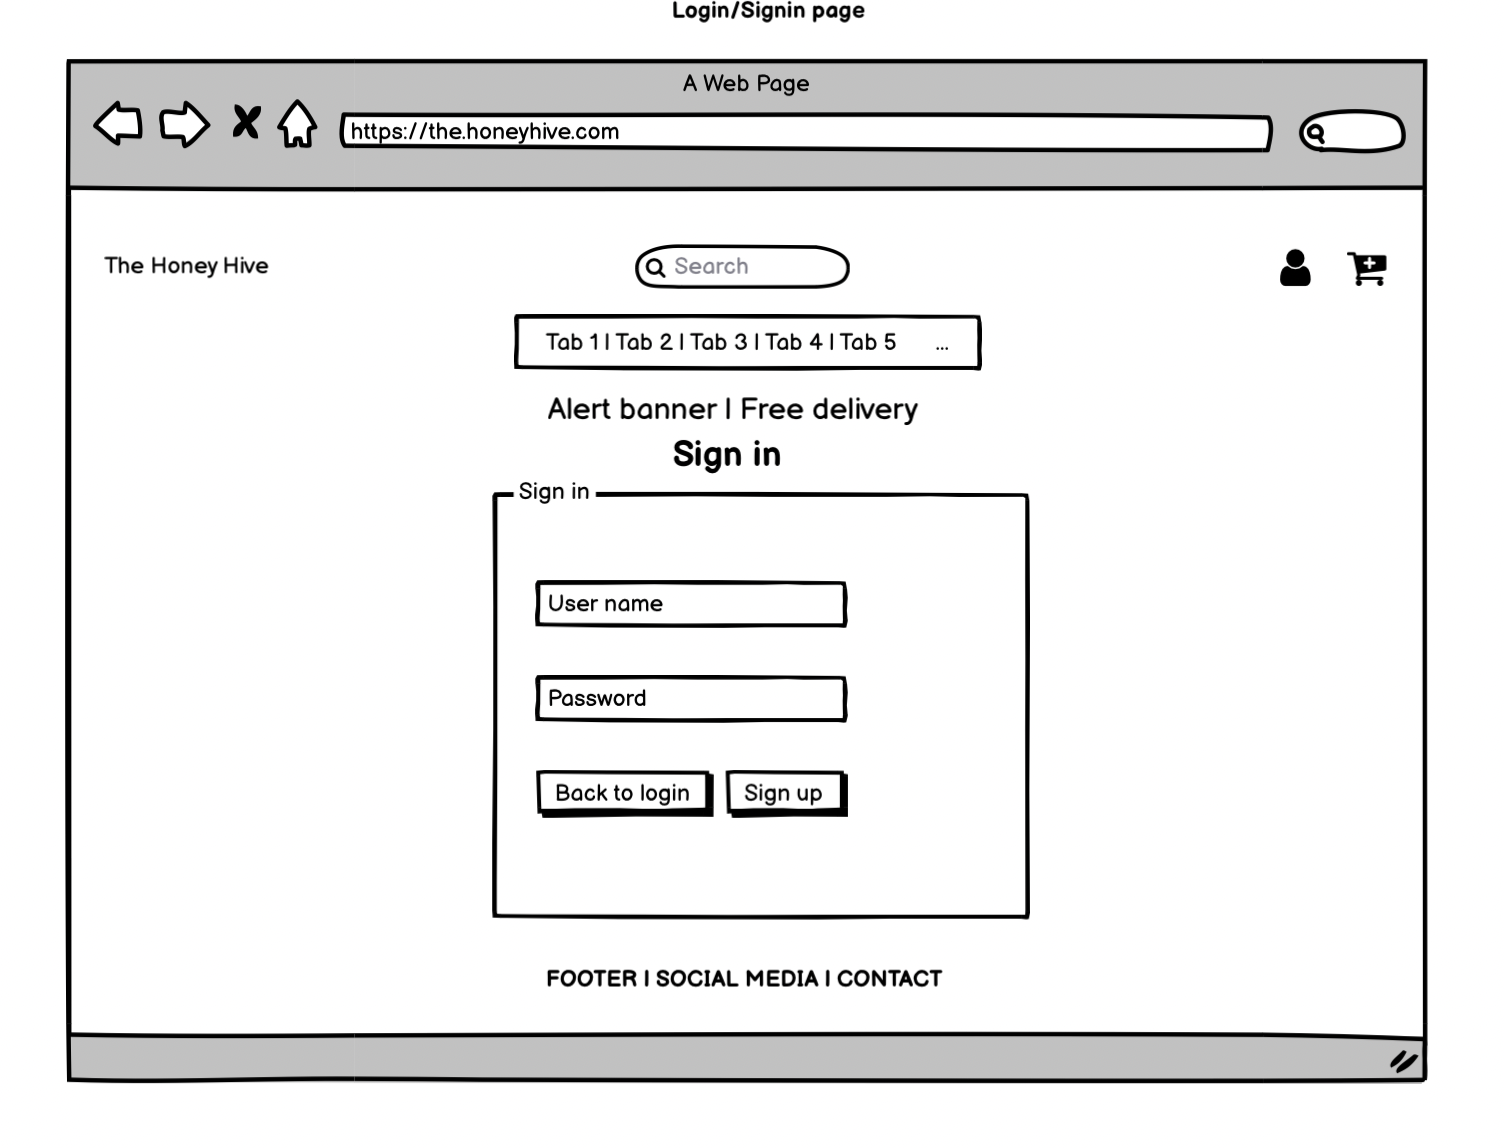 Login/Signin page
A Web Page
https://the.honeyhive.com
The Honey Hive
Search
Tab 1 | Tab 2 | Tab 3 | Tab 4 | Tab 5 ...
Alert banner | Free delivery
Sign in
Sign in
User name
Password
Back to login Sign up
FOOTER | SOCIAL MEDIA | CONTACT